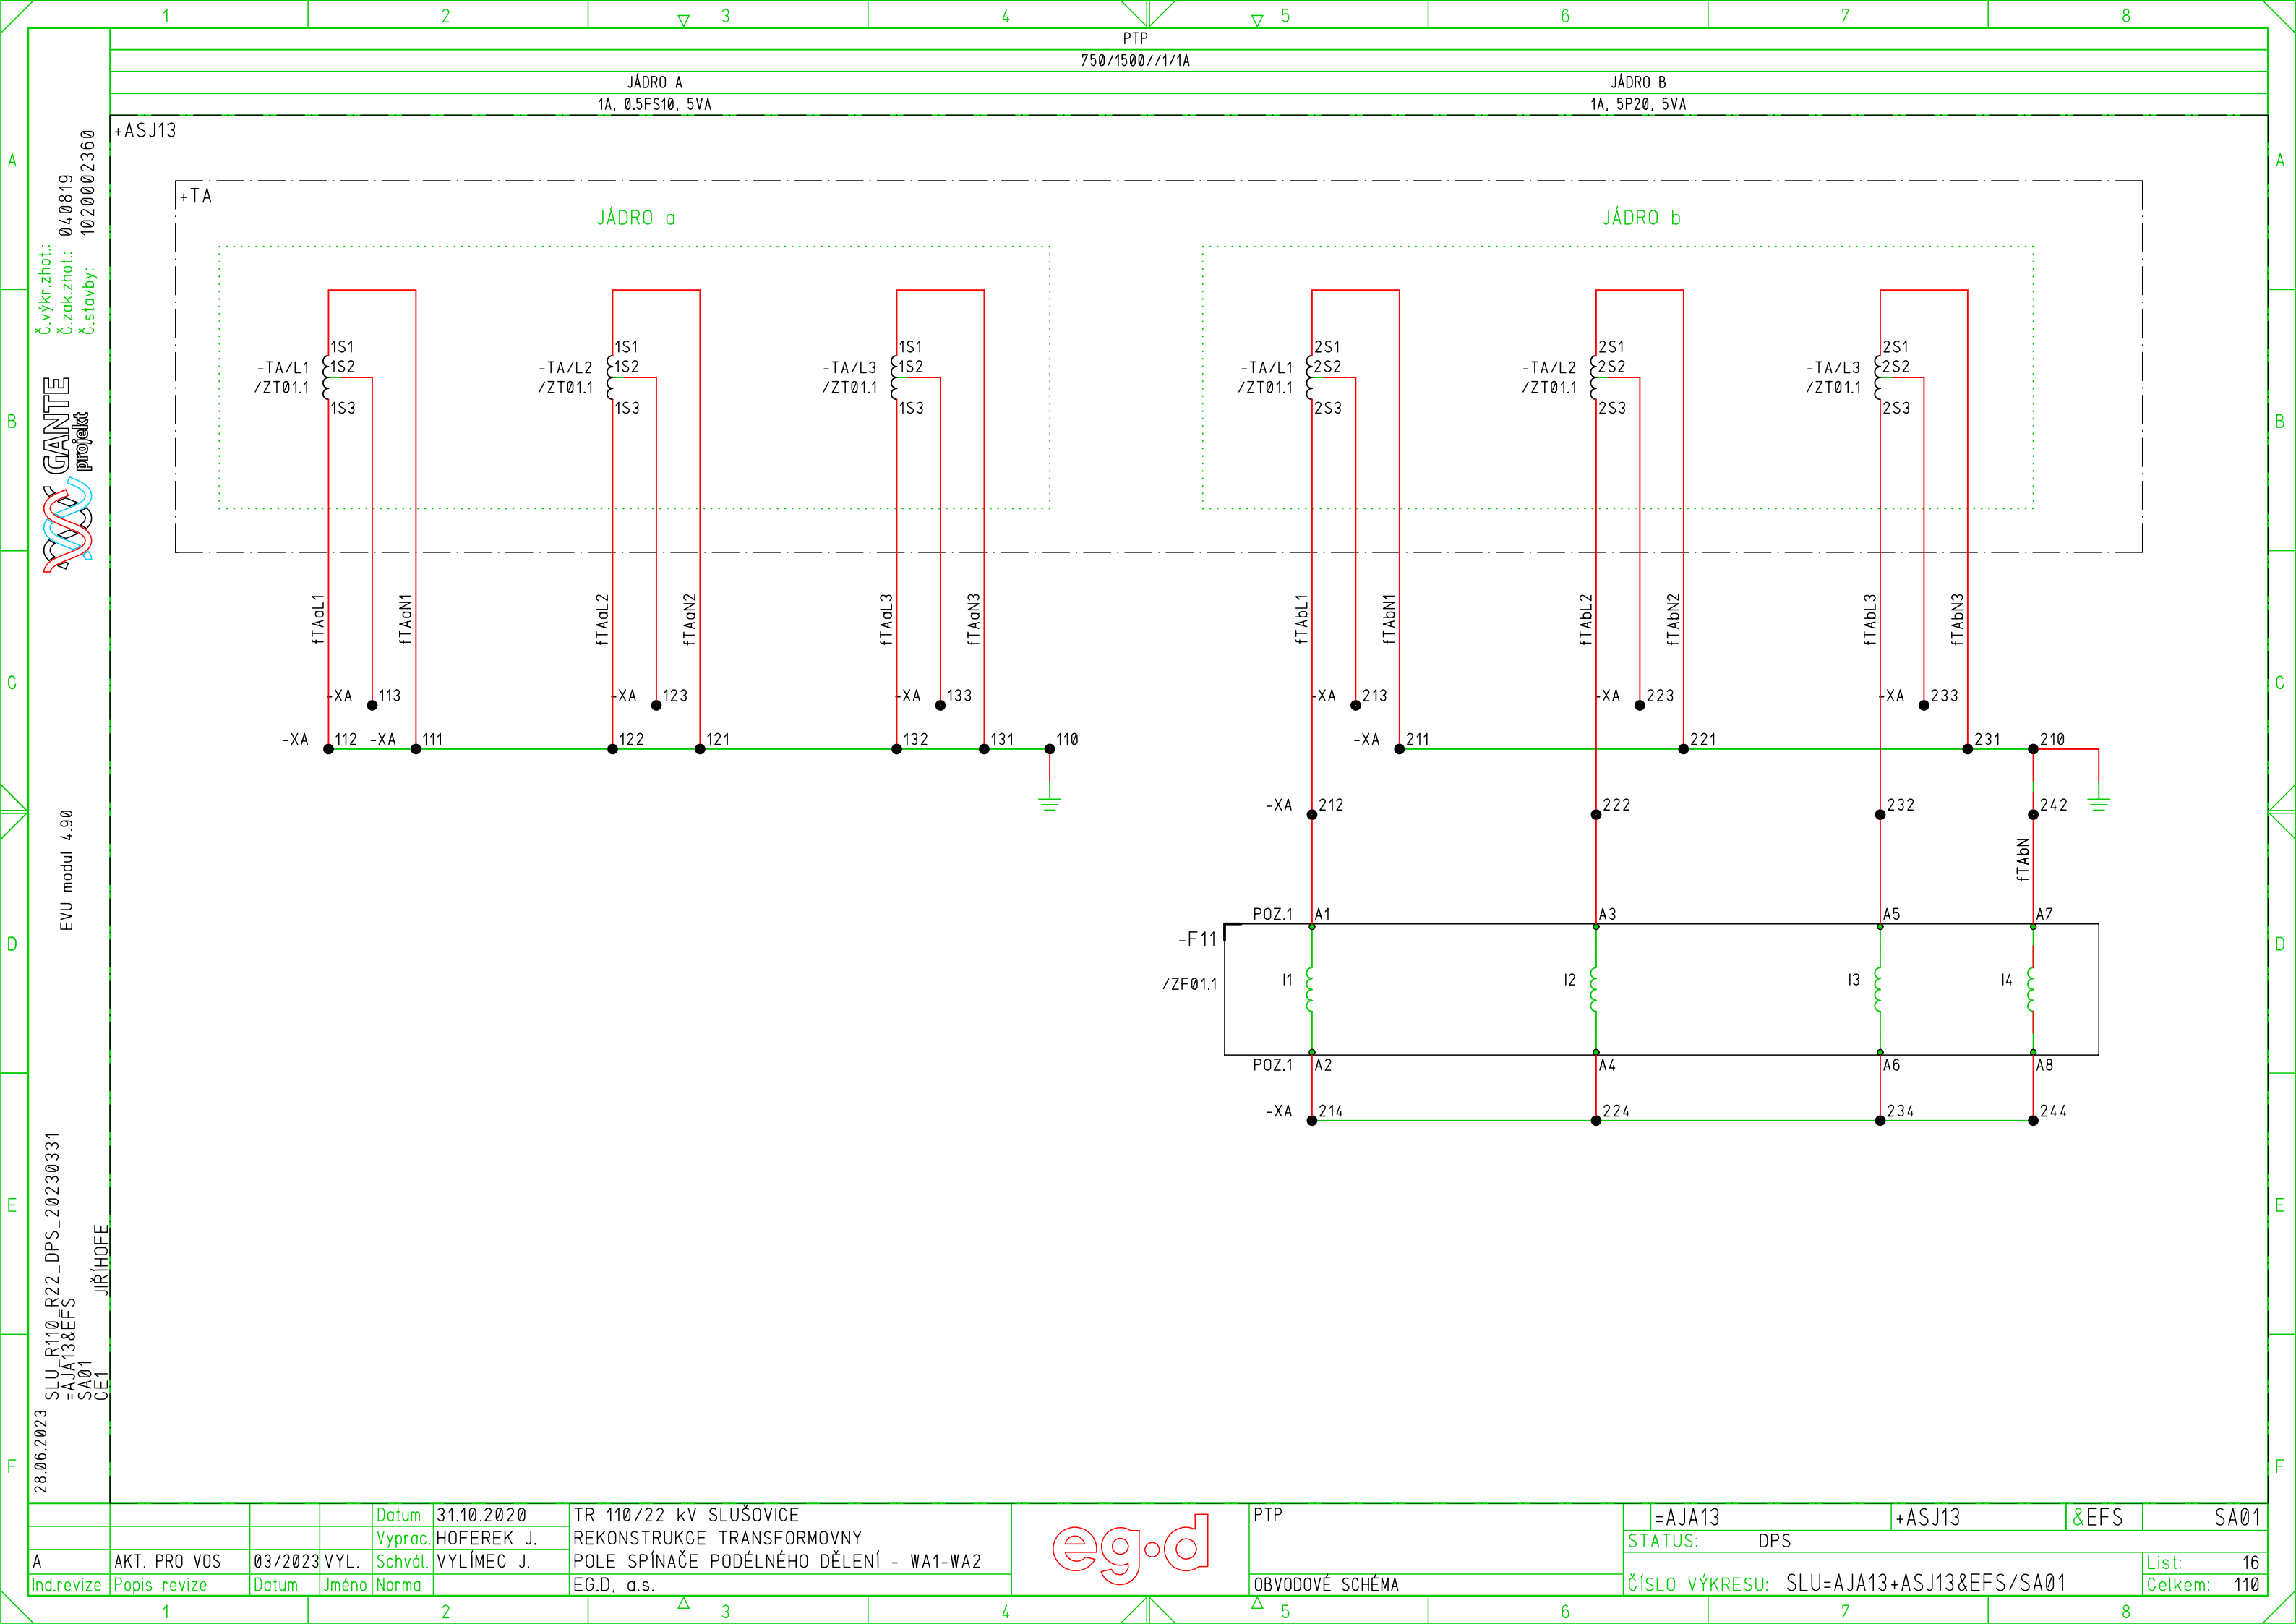 1 2 3 4 5 6 7 8
PTP
750/1500//1/1A
JÁDRO A JÁDRO B
1A, 0.5FS10, 5VA 1A, 5P20, 5VA
+ASJ13
A A
+TA
JÁDRO a JÁDRO b
1S1 1S1 1S1 2S1 2S1 2S1
-TA/L1 1S2 -TA/L2 1S2 -TA/L3 1S2 -TA/L1 2S2 -TA/L2 2S2 -TA/L3 2S2
/ZT01.1 /ZT01.1 /ZT01.1 /ZT01.1 /ZT01.1 /ZT01.1
1S3 1S3 1S3 2S3 2S3 2S3
B B
fTAaL1 fTAaN1 fTAaL2 fTAaN2 fTAaL3 fTAaN3 fTAbL1 fTAbN1 fTAbL2 fTAbN2 fTAbL3 fTAbN3
C C
-XA 113 -XA 123 -XA 133 -XA 213 -XA 223 -XA 233
-XA 112 -XA 111 122 121 132 131 110 -XA 211 221 231 210
-XA 212 222 232 242
fTAbN
POZ.1 A1 A3 A5 A7
D D
-F11
/ZF01.1 I1 I2 I3 I4
POZ.1 A2 A4 A6 A8
-XA 214 224 234 244
E E
F F
Č.výkr.zhot.:
Č.zak.zhot.: 040819
Č.stavby: 1020002360
GANTE
projekt
EVU modul 4.90
SLU_R110_R22_DPS_20230331
=AJA13&EFS
SA01
CE1 JIŘÍHOFE
28.06.2023
Datum 31.10.2020 TR 110/22 kV SLUŠOVICE
Vyprac. HOFEREK J. REKONSTRUKCE TRANSFORMOVNY
A AKT. PRO VOS 03/2023 VYL. Schvál. VYLÍMEC J. POLE SPÍNAČE PODÉLNÉHO DĚLENÍ - WA1-WA2
Ind.revize Popis revize Datum Jméno Norma EG.D, a.s.
eg.d
PTP
OBVODOVÉ SCHÉMA
=AJA13 +ASJ13 &EFS SA01
STATUS: DPS
List: 16
ČÍSLO VÝKRESU: SLU=AJA13+ASJ13&EFS/SA01 Celkem: 110
1 2 3 4 5 6 7 8